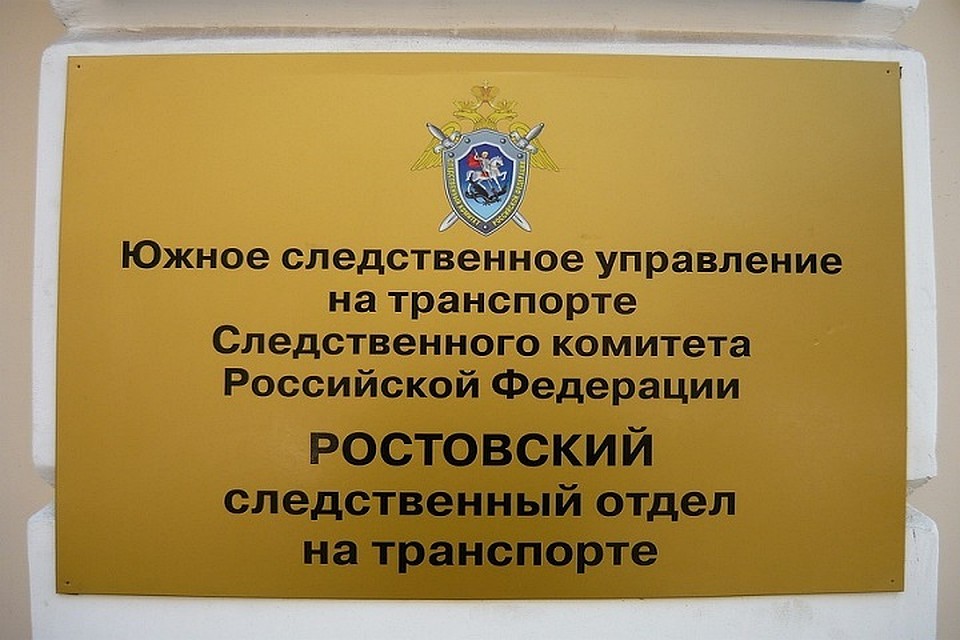 Южное следственное управление
на транспорте
Следственного комитета
Российской Федерации
РОСТОВСКИЙ
следственный отдел
на транспорте